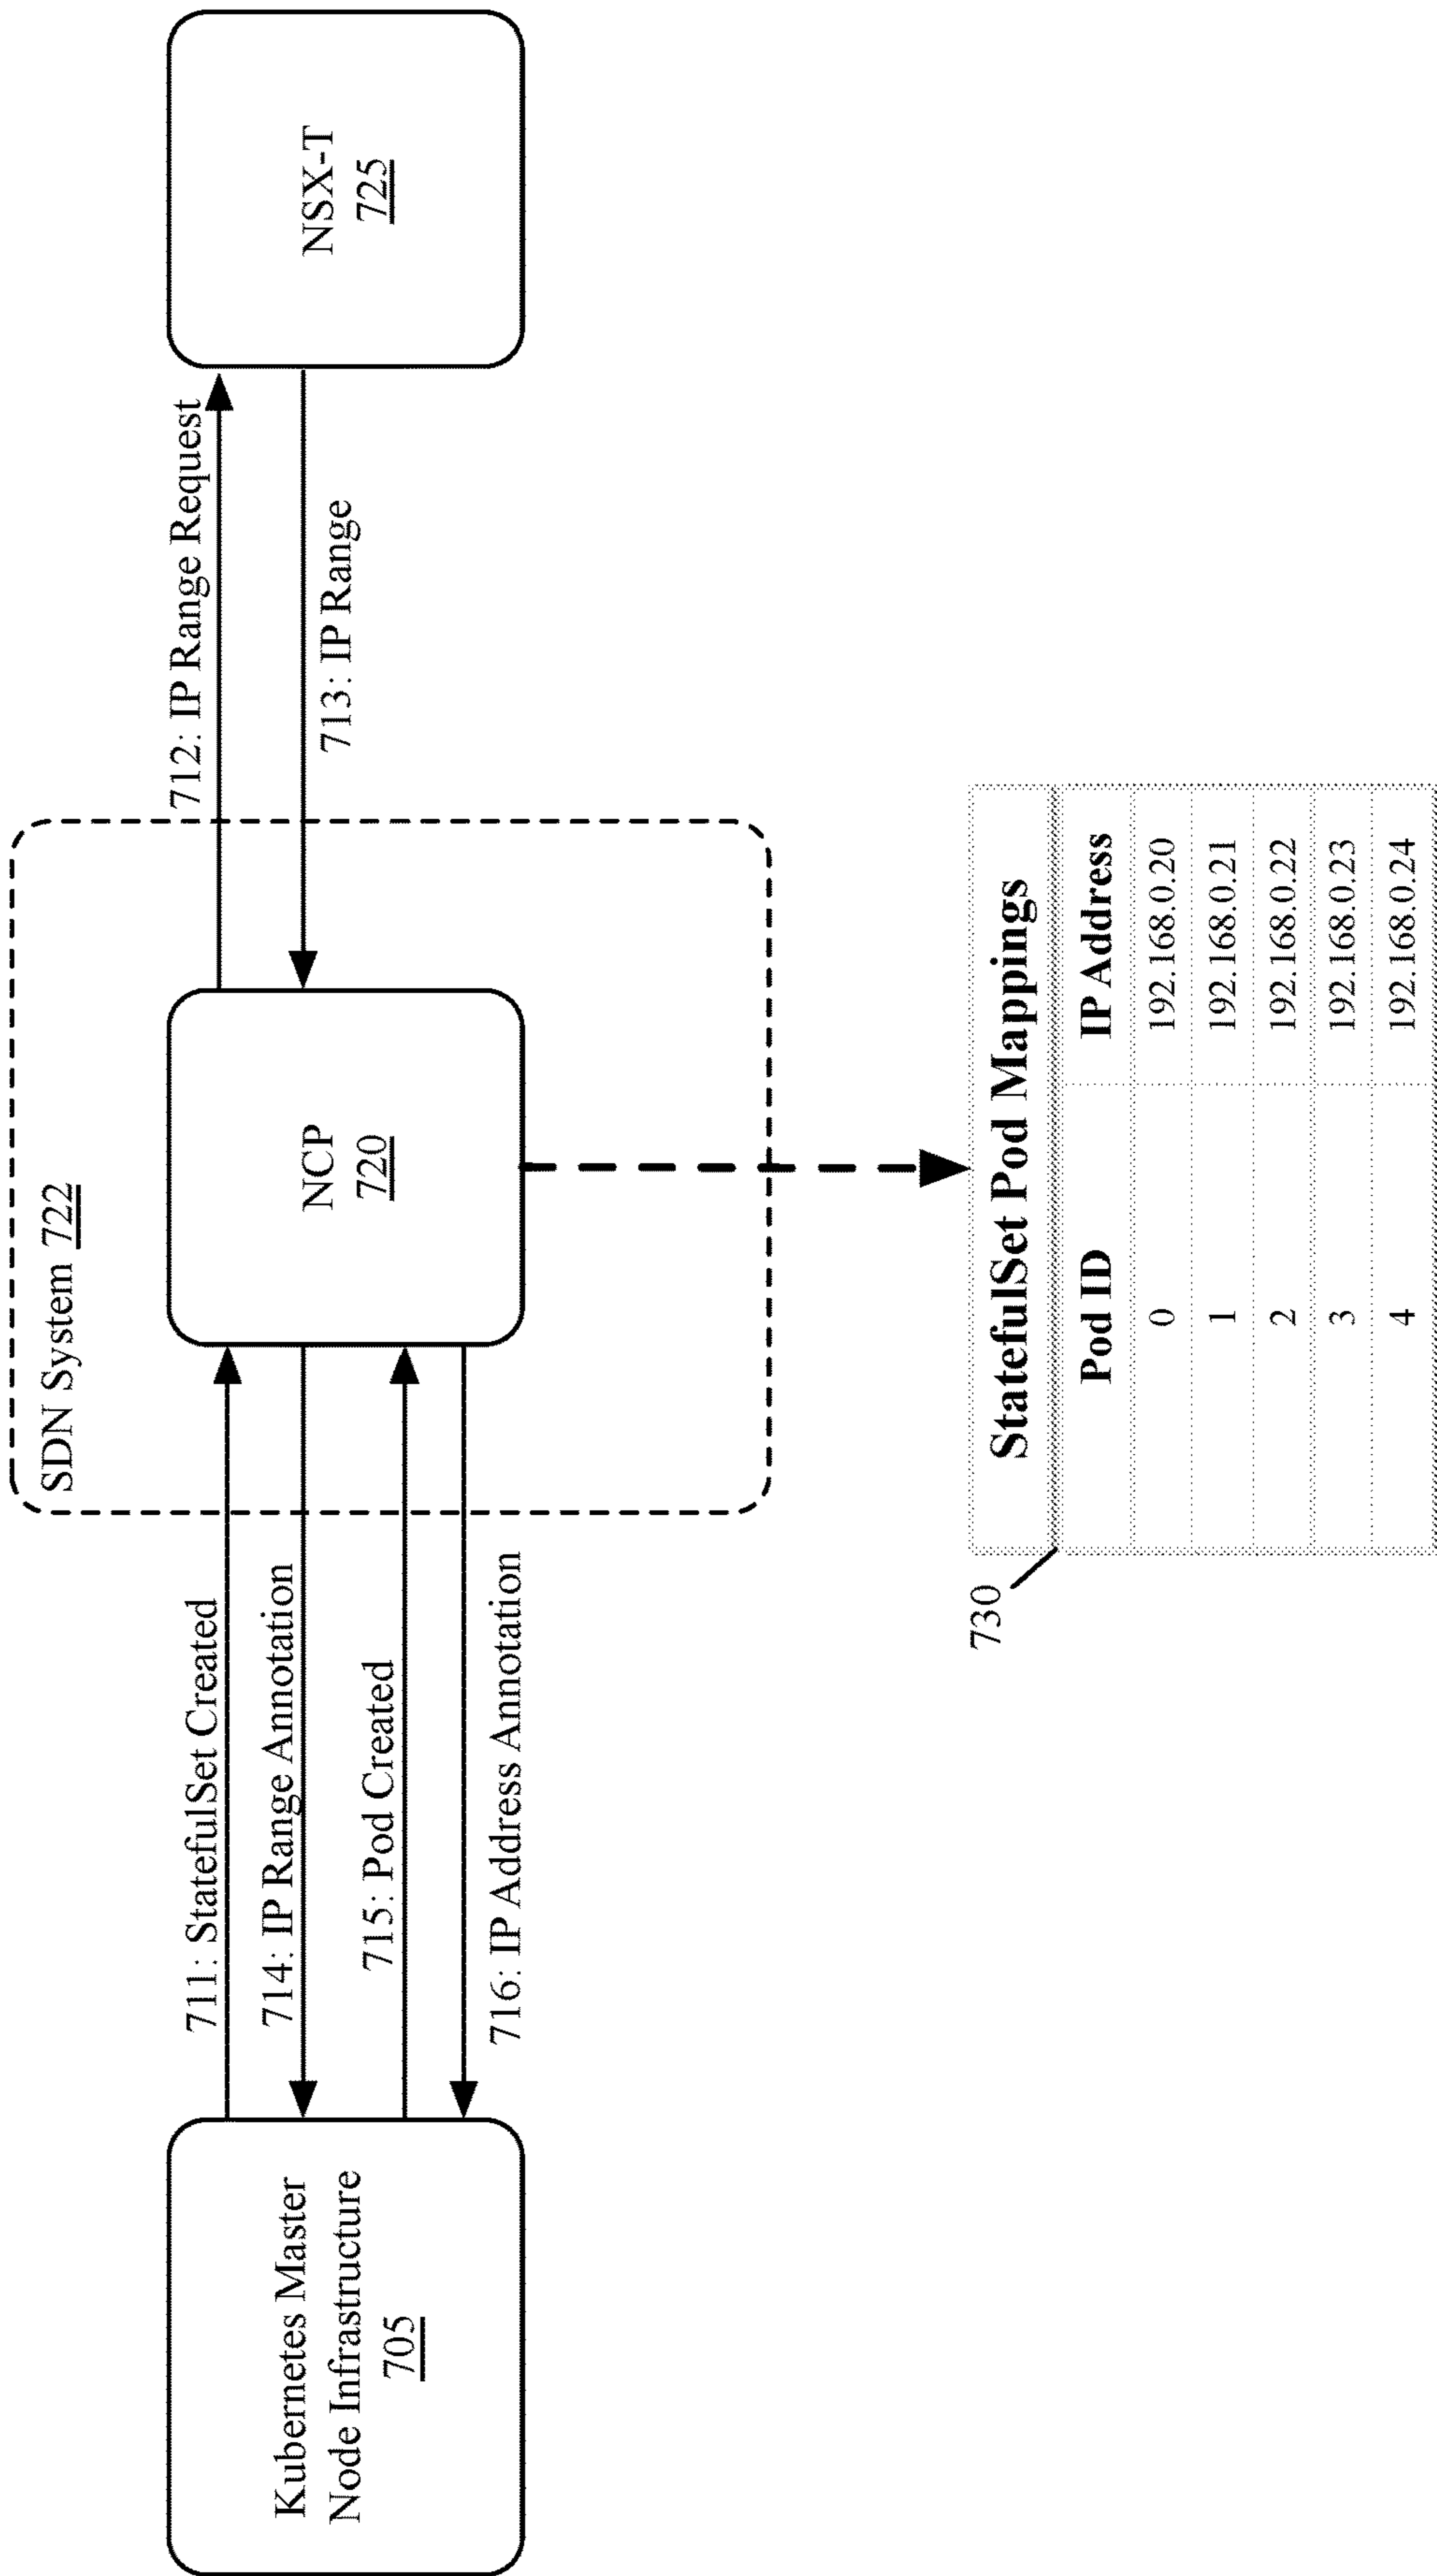 SDN System 722
Kubernetes Master
Node Infrastructure
705
711: StatefulSet Created
714: IP Range Annotation
715: Pod Created
716: IP Address Annotation
NCP
720
712: IP Range Request
713: IP Range
NSX-T
725
730
StatefulSet Pod Mappings
Pod ID IP Address
0 192.168.0.20
1 192.168.0.21
2 192.168.0.22
3 192.168.0.23
4 192.168.0.24